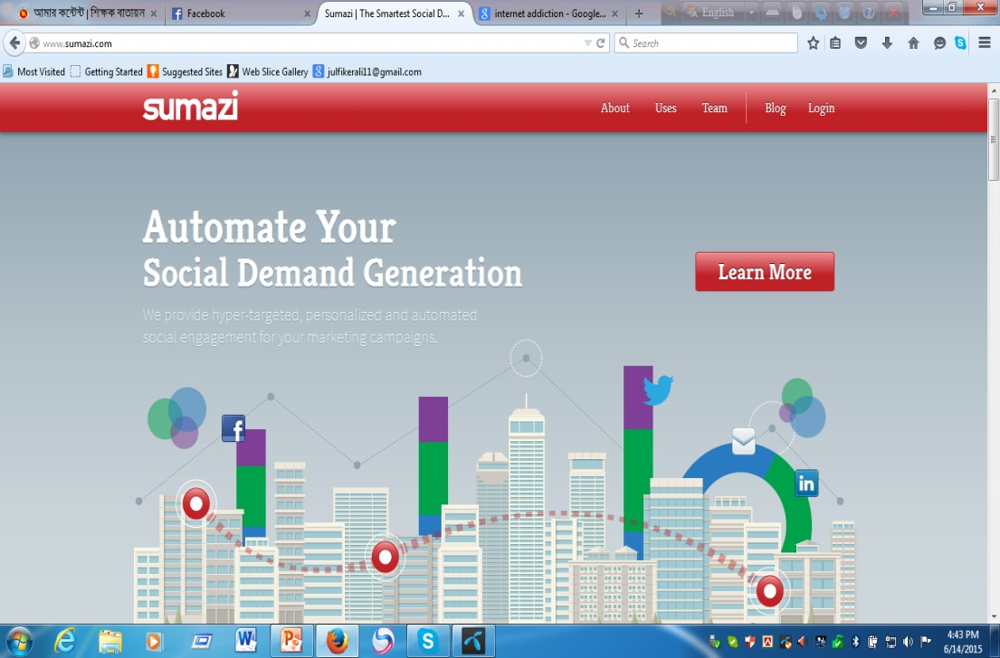 আমার কন্টেন্ট | শিক্ষক বাতায়ন
Facebook
Sumazi | The Smartest Social D...
internet addiction - Google...
English
www.sumazi.com
Search
Most Visited
Getting Started
Suggested Sites
Web Slice Gallery
julfikerali11@gmail.com
sumazi
About
Uses
Team
Blog
Login
Automate Your
Social Demand Generation
Learn More
We provide hyper-targeted, personalized and automated
social engagement for your marketing campaigns.
4:43 PM
6/14/2015